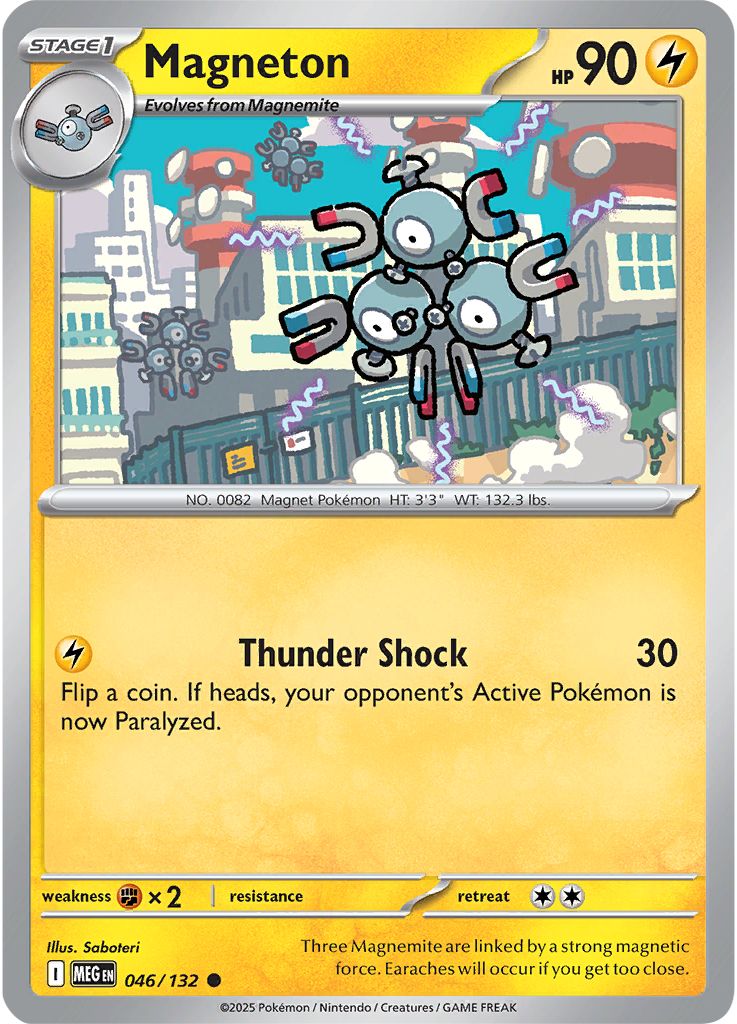 STAGE1
Magneton
HP 90
Evolves from Magnemite
NO. 0082 Magnet Pokémon HT: 3'3" WT: 132.3 lbs.
Thunder Shock 30
Flip a coin. If heads, your opponent's Active Pokémon is
now Paralyzed.
weakness ×2 resistance retreat
Illus. Saboteri
Three Magnemite are linked by a strong magnetic
force. Earaches will occur if you get too close.
I MEG EN 046/132
©2025 Pokémon / Nintendo / Creatures / GAME FREAK